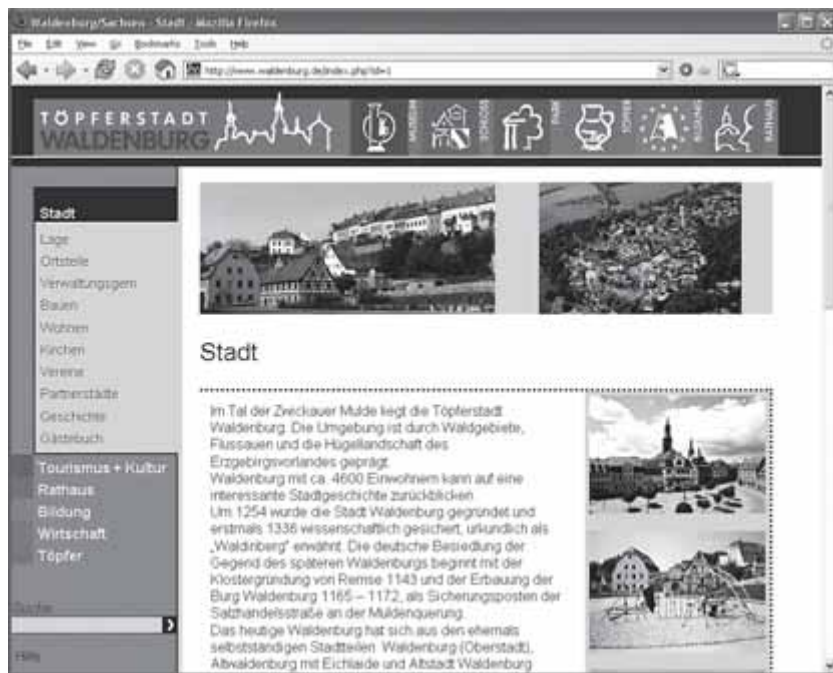 Waldenburg/Sachsen - Stadt - Mozilla Firefox
File Edit View Go Bookmarks Tools Help
http://www.waldenburg.de/index.php?id=1
TÖPFERSTADT
WALDENBURG
MUSEUM
SCHLOSS
PARK
TÖPFER
BILDUNG
RATHAUS
Stadt
Lage
Ortsteile
Verwaltungsgem
Bauen
Wohnen
Kirchen
Vereine
Partnerstädte
Geschichte
Gästebuch
Tourismus + Kultur
Rathaus
Bildung
Wirtschaft
Töpfer
Suche
Hilfe
Stadt
Im Tal der Zwickauer Mulde liegt die Töpferstadt
Waldenburg. Die Umgebung ist durch Waldgebiete,
Flussauen und die Hügellandschaft des
Erzgebirgsvorlandes geprägt.
Waldenburg mit ca. 4600 Einwohnern kann auf eine
interessante Stadtgeschichte zurückblicken.
Um 1254 wurde die Stadt Waldenburg gegründet und
erstmals 1336 wissenschaftlich gesichert, urkundlich als
„Waldinberg" erwähnt. Die deutsche Besiedlung der
Gegend des späteren Waldenburgs beginnt mit der
Klostergründung von Remse 1143 und der Erbauung der
Burg Waldenburg 1165 – 1172, als Sicherungsposten der
Salzhandelsstraße an der Muldenquerung.
Das heutige Waldenburg hat sich aus den ehemals
selbstständigen Stadtteilen Waldenburg (Oberstadt),
Altwaldenburg mit Eichlaide und Altstadt Waldenburg